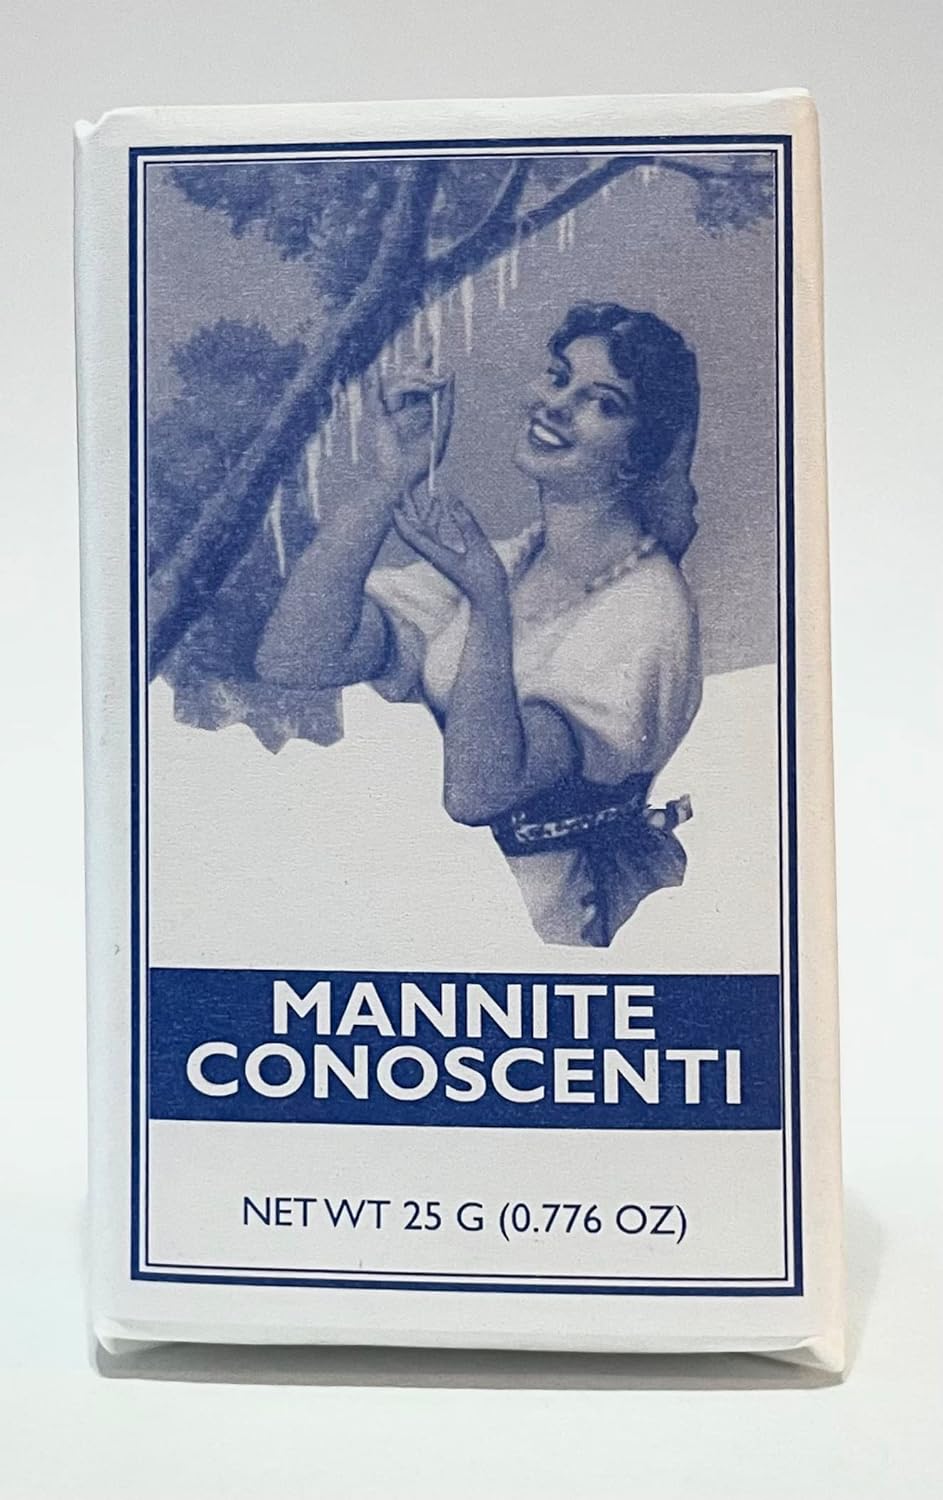 MANNITE
CONOSCENTI
NET WT 25 G (0.776 OZ)